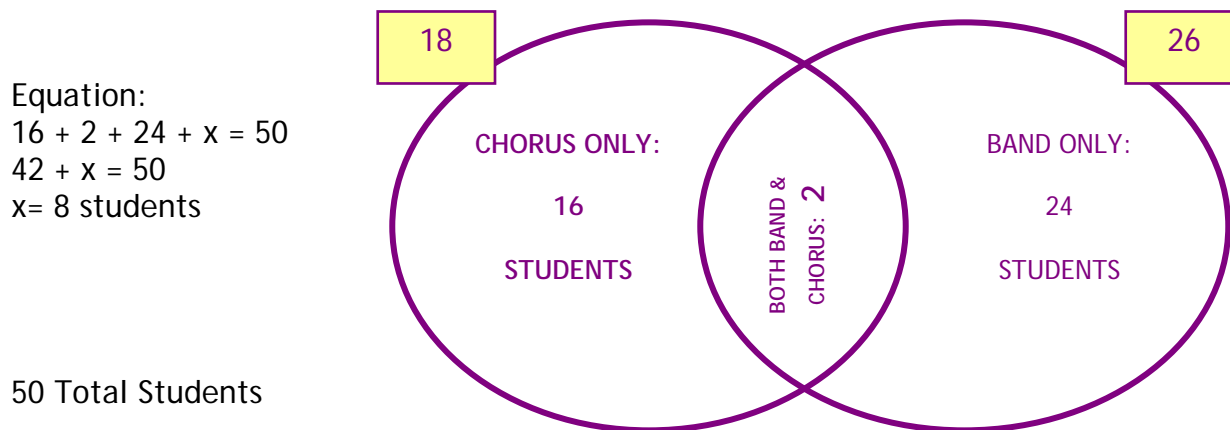 18
26
Equation:
16 + 2 + 24 + x = 50
42 + x = 50
x= 8 students
CHORUS ONLY:
16
STUDENTS
BOTH BAND &
CHORUS: 2
BAND ONLY:
24
STUDENTS
50 Total Students